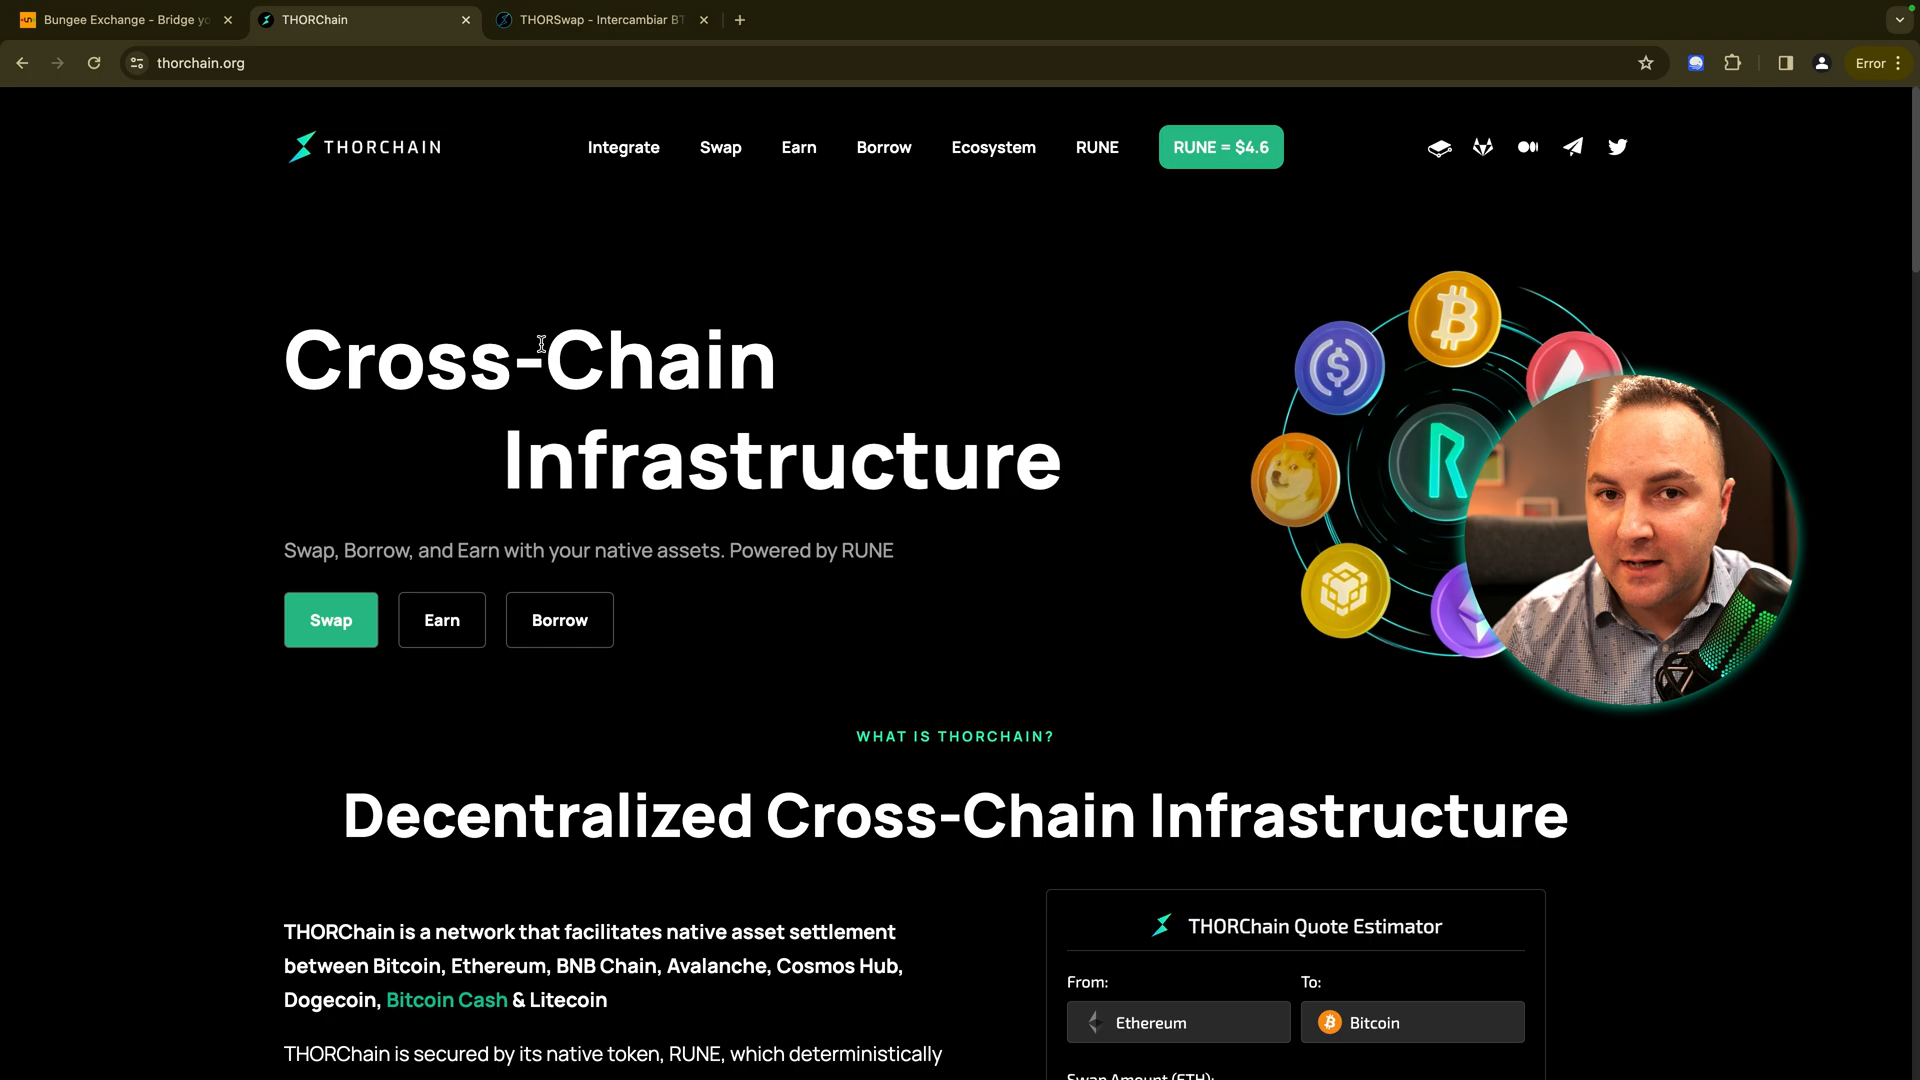 Bungee Exchange - Bridge yo
THORChain
THORSwap - Intercambiar BT
thorchain.org
Error
THORCHAIN
Integrate
Swap
Earn
Borrow
Ecosystem
RUNE
RUNE = $4.6
Cross-Chain
Infrastructure
Swap, Borrow, and Earn with your native assets. Powered by RUNE
Swap
Earn
Borrow
WHAT IS THORCHAIN?
Decentralized Cross-Chain Infrastructure
THORChain is a network that facilitates native asset settlement
between Bitcoin, Ethereum, BNB Chain, Avalanche, Cosmos Hub,
Dogecoin, Bitcoin Cash & Litecoin
THORChain is secured by its native token, RUNE, which deterministically
THORChain Quote Estimator
From:
To:
Ethereum
Bitcoin
Swap Amount (ETH):